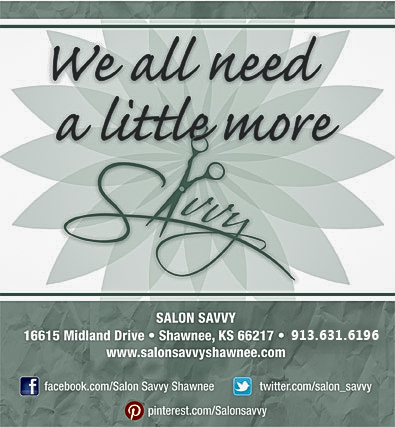 We all need
a little more
Savvy
SALON SAVVY
16615 Midland Drive • Shawnee, KS 66217 • 913.631.6196
www.salonsavvyshawnee.com
facebook.com/Salon Savvy Shawnee
twitter.com/salon_savvy
pinterest.com/Salonsavvy